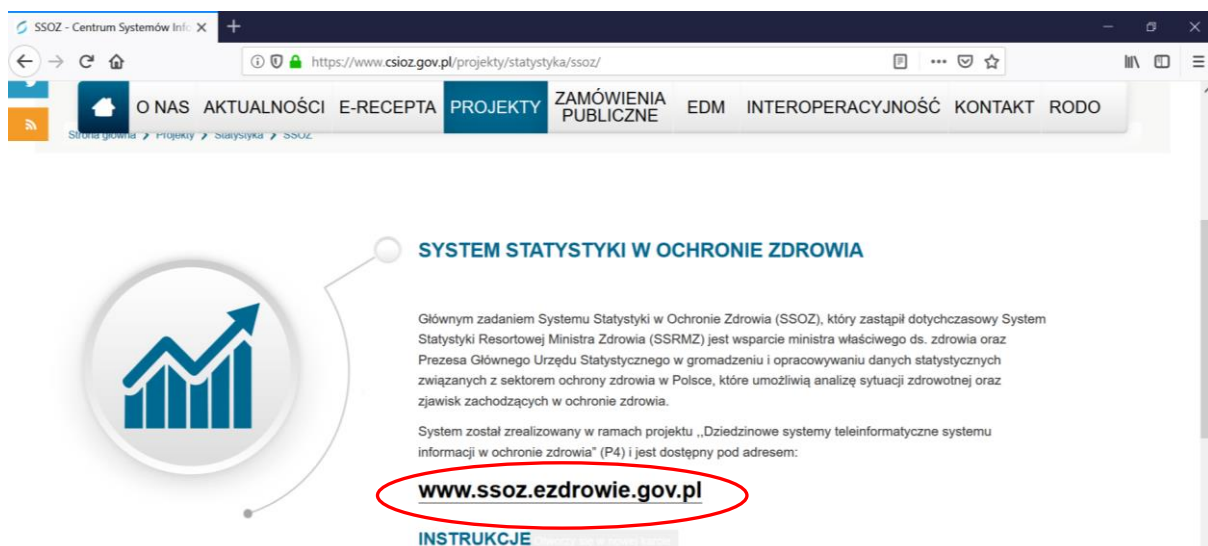 SSOZ - Centrum Systemów Info
https://www.csioz.gov.pl/projekty/statystyka/ssoz/
O NAS AKTUALNOŚCI E-RECEPTA PROJEKTY ZAMÓWIENIA PUBLICZNE EDM INTEROPERACYJNOŚĆ KONTAKT RODO
Strona główna > Projekty > Statystyka > SSOZ
SYSTEM STATYSTYKI W OCHRONIE ZDROWIA
Głównym zadaniem Systemu Statystyki w Ochronie Zdrowia (SSOZ), który zastąpił dotychczasowy System
Statystyki Resortowej Ministra Zdrowia (SSRMZ) jest wsparcie ministra właściwego ds. zdrowia oraz
Prezesa Głównego Urzędu Statystycznego w gromadzeniu i opracowywaniu danych statystycznych
związanych z sektorem ochrony zdrowia w Polsce, które umożliwią analizę sytuacji zdrowotnej oraz
zjawisk zachodzących w ochronie zdrowia.
System został zrealizowany w ramach projektu ,,Dziedzinowe systemy teleinformatyczne systemu
informacji w ochronie zdrowia" (P4) i jest dostępny pod adresem:
www.ssoz.ezdrowie.gov.pl
INSTRUKCJE